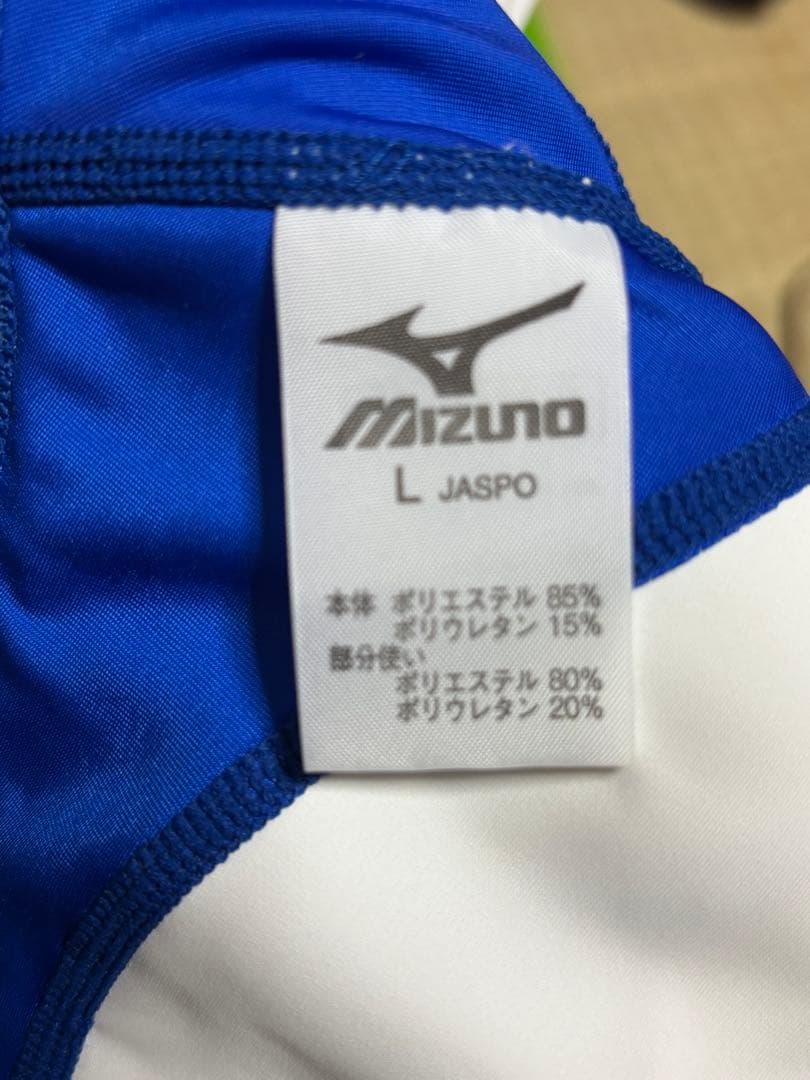 MIZUNO
L JASPO
本体 ポリエステル 85%
ポリウレタン 15%
部分使い
ポリエステル 80%
ポリウレタン 20%